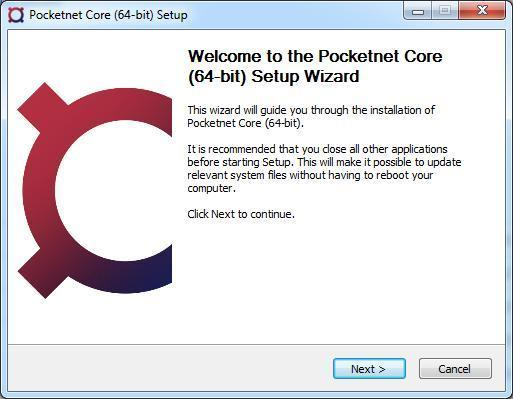 Pocketnet Core (64-bit) Setup
Welcome to the Pocketnet Core
(64-bit) Setup Wizard
This wizard will guide you through the installation of
Pocketnet Core (64-bit).
It is recommended that you close all other applications
before starting Setup. This will make it possible to update
relevant system files without having to reboot your
computer.
Click Next to continue.
Next >
Cancel